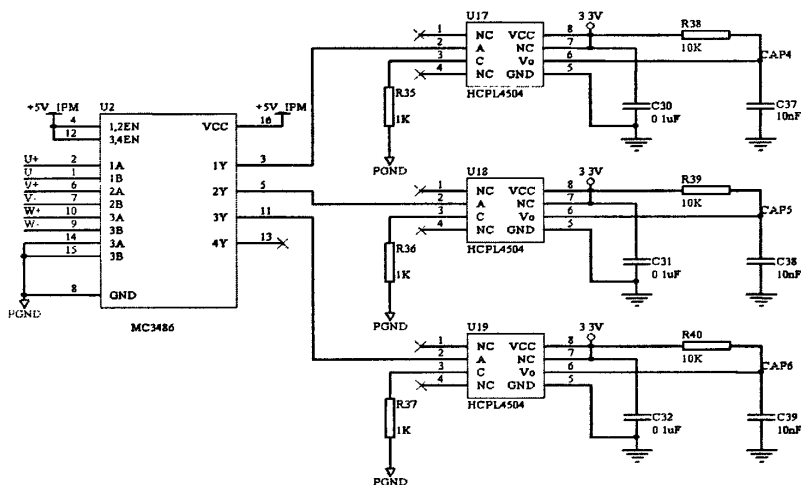 U17
3 3V
1 NC VCC 8
2 A NC 7
3 C Vo 6
4 NC GND 5
HCPL4504
R38
10K
CAP4
R35
1K
PGND
C30
0 1uF
C37
10nF
+5V IPM
U2
+5V IPM
4 1,2EN VCC 16
12 3,4EN
U+ 2 1A 1Y 3
U 1 1B
V+ 6 2A 2Y 5
V- 7 2B
W+ 10 3A 3Y 11
W- 9 3B
14 3A 4Y 13
15 3B
8 GND
PGND
MC3486
U18
3 3V
1 NC VCC 8
2 A NC 7
3 C Vo 6
4 NC GND 5
HCPL4504
R39
10K
CAP5
R36
1K
PGND
C31
0 1uF
C38
10nF
U19
3 3V
1 NC VCC 8
2 A NC 7
3 C Vo 6
4 NC GND 5
HCPL4504
R40
10K
CAP6
R37
1K
PGND
C32
0 1uF
C39
10nF